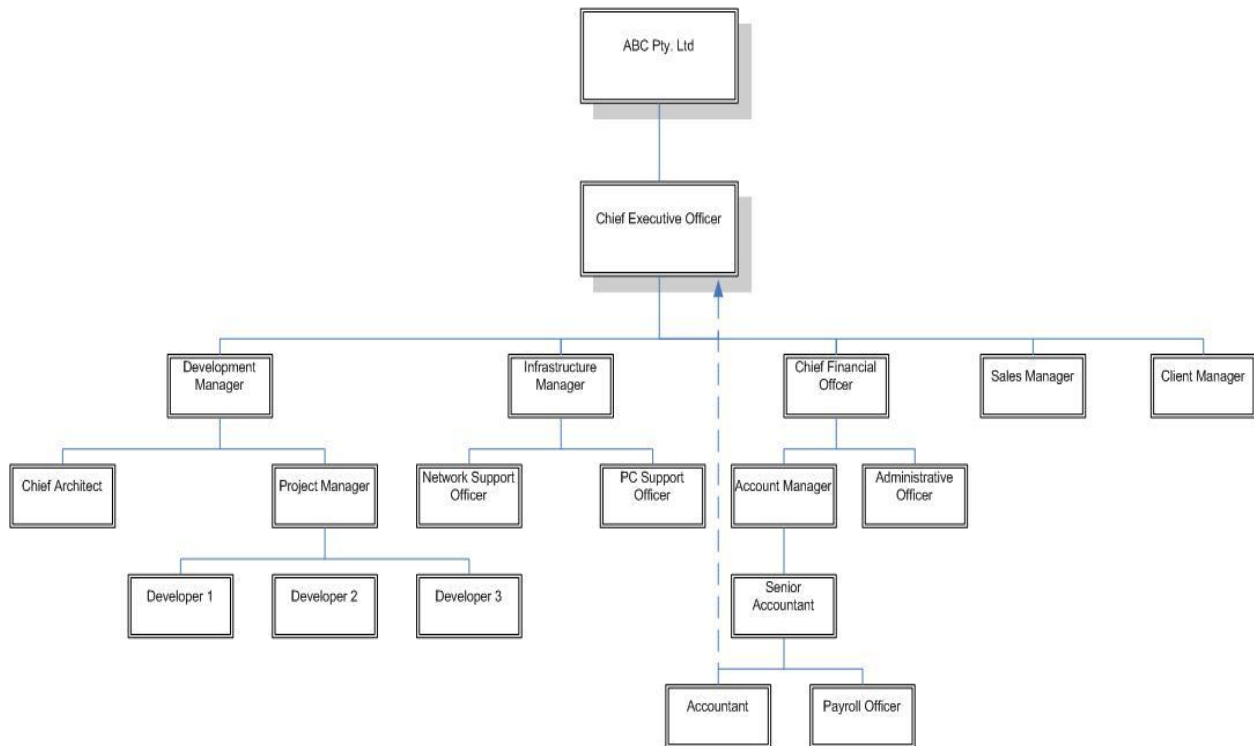 ABC Pty. Ltd
Chief Executive Officer
Development
Manager
Infrastructure
Manager
Chief Financial
Offcer
Sales Manager
Client Manager
Chief Architect
Project Manager
Network Support
Officer
PC Support
Officer
Account Manager
Administrative
Officer
Developer 1
Developer 2
Developer 3
Senior
Accountant
Accountant
Payroll Officer